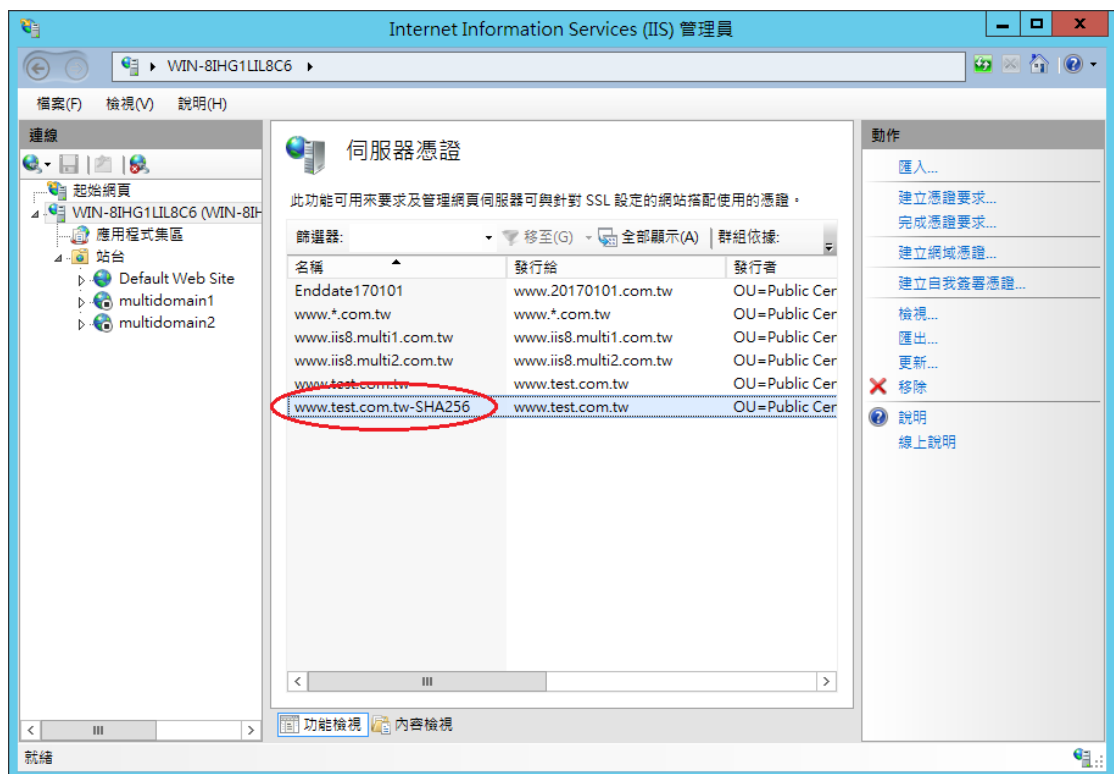 Internet Information Services (IIS) 管理員
WIN-8IHG1LIL8C6
檔案(F) 檢視(V) 說明(H)
連線
起始網頁
WIN-8IHG1LIL8C6 (WIN-8IH
應用程式集區
站台
Default Web Site
multidomain1
multidomain2
伺服器憑證
此功能可用來要求及管理網頁伺服器可與針對 SSL 設定的網站搭配使用的憑證。
篩選器: 移至(G) 全部顯示(A) 群組依據:
名稱 發行給 發行者
Enddate170101 www.20170101.com.tw OU=Public Cer
www.*.com.tw www.*.com.tw OU=Public Cer
www.iis8.multi1.com.tw www.iis8.multi1.com.tw OU=Public Cer
www.iis8.multi2.com.tw www.iis8.multi2.com.tw OU=Public Cer
www.test.com.tw www.test.com.tw OU=Public Cer
www.test.com.tw-SHA256 www.test.com.tw OU=Public Cer
功能檢視 內容檢視
動作
匯入...
建立憑證要求...
完成憑證要求...
建立網域憑證...
建立自我簽署憑證...
檢視...
匯出...
更新...
移除
說明
線上說明
就緒